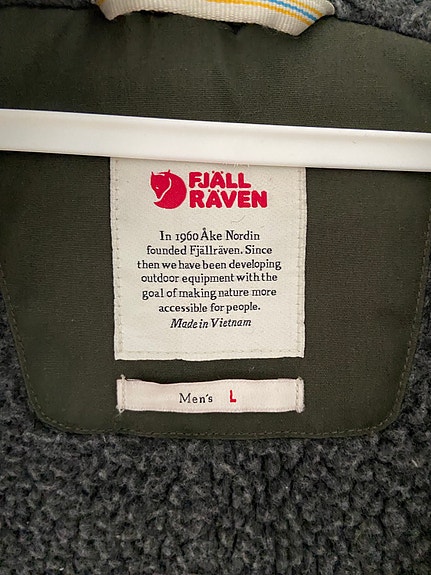 FJÄLL
RÄVEN
In 1960 Åke Nordin
founded Fjällräven. Since
then we have been developing
outdoor equipment with the
goal of making nature more
accessible for people.
Made in Vietnam
Men's L